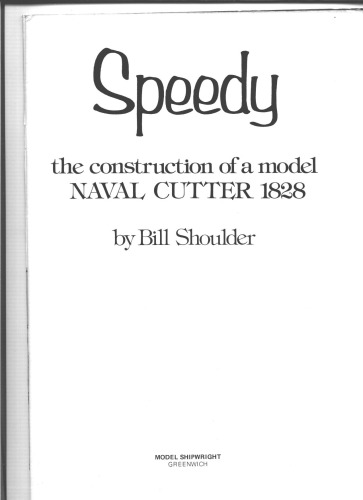 Speedy
the construction of a model
NAVAL CUTTER 1828
by Bill Shoulder
MODEL SHIPWRIGHT
GREENWICH